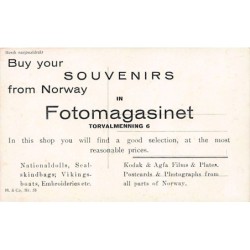 Buy your
SOUVENIRS
from Norway
IN
Fotomagasinet
TORVALMENNING 6
In this shop you will find a good selection, at the most
reasonable prices.
Nationaldolls, Seal-
skindbags; Vikings-
boats, Embroideries etc.
Kodak & Agfa Films & Plates.
Postcards & Photographs from
all parts of Norway.